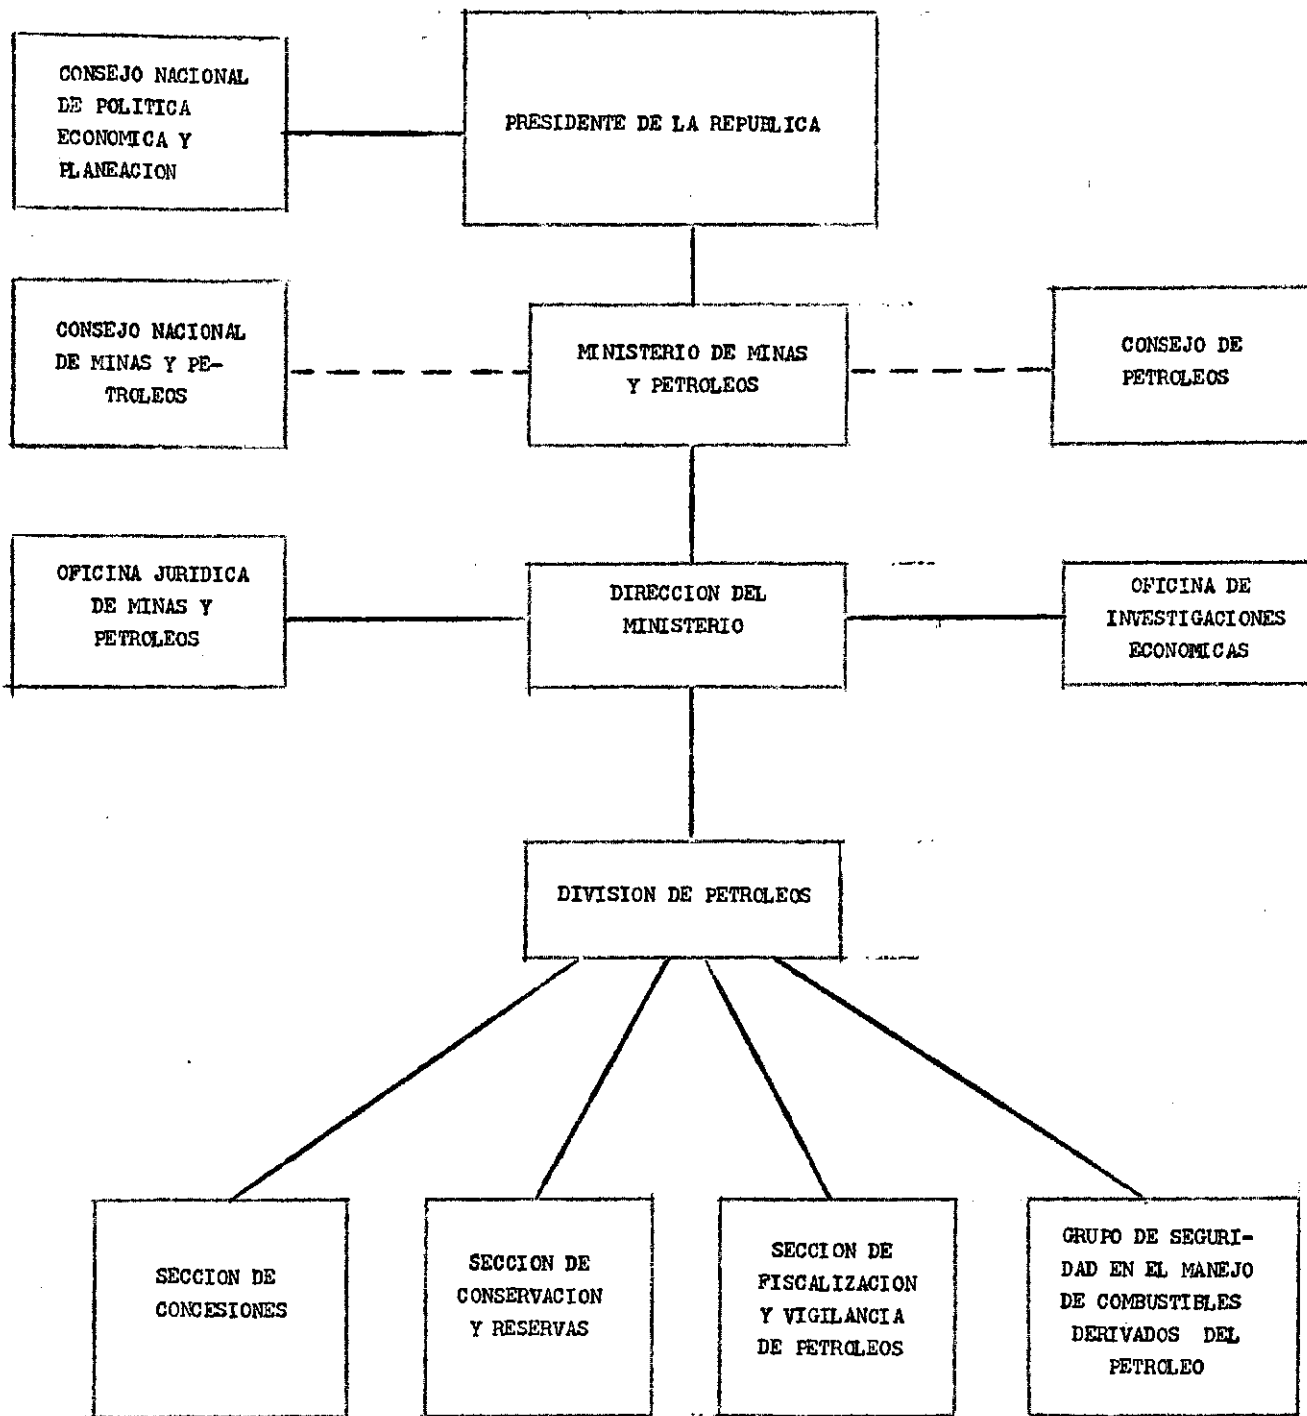 CONSEJO NACIONAL
DE POLITICA
ECONOMICA Y
PLANEACION
PRESIDENTE DE LA REPUBLICA
CONSEJO NACIONAL
DE MINAS Y PE-
TROLEOS
MINISTERIO DE MINAS
Y PETROLEOS
CONSEJO DE
PETROLEOS
OFICINA JURIDICA
DE MINAS Y
PETROLEOS
DIRECCION DEL
MINISTERIO
OFICINA DE
INVESTIGACIONES
ECONOMICAS
DIVISION DE PETROLEOS
SECCION DE
CONCESIONES
SECCION DE
CONSERVACION
Y RESERVAS
SECCION DE
FISCALIZACION
Y VIGILANCIA
DE PETROLEOS
GRUPO DE SEGURI-
DAD EN EL MANEJO
DE COMBUSTIBLES
DERIVADOS DEL
PETROLEO